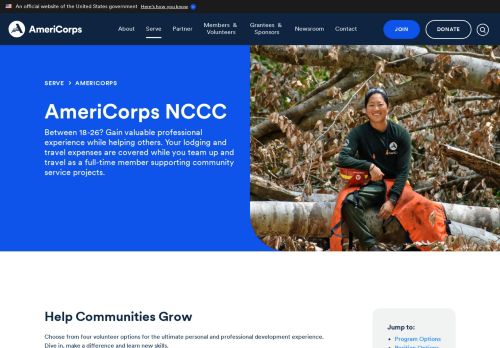 An official website of the United States government Here's how you know
AmeriCorps
About
Serve
Partner
Members &
Volunteers
Grantees &
Sponsors
Newsroom
Contact
JOIN
DONATE
SERVE > AMERICORPS
AmeriCorps NCCC
Between 18-26? Gain valuable professional
experience while helping others. Your lodging and
travel expenses are covered while you team up and
travel as a full-time member supporting community
service projects.
Help Communities Grow
Choose from four volunteer options for the ultimate personal and professional development experience.
Dive in, make a difference and learn new skills.
Jump to:
Program Options
Position Options